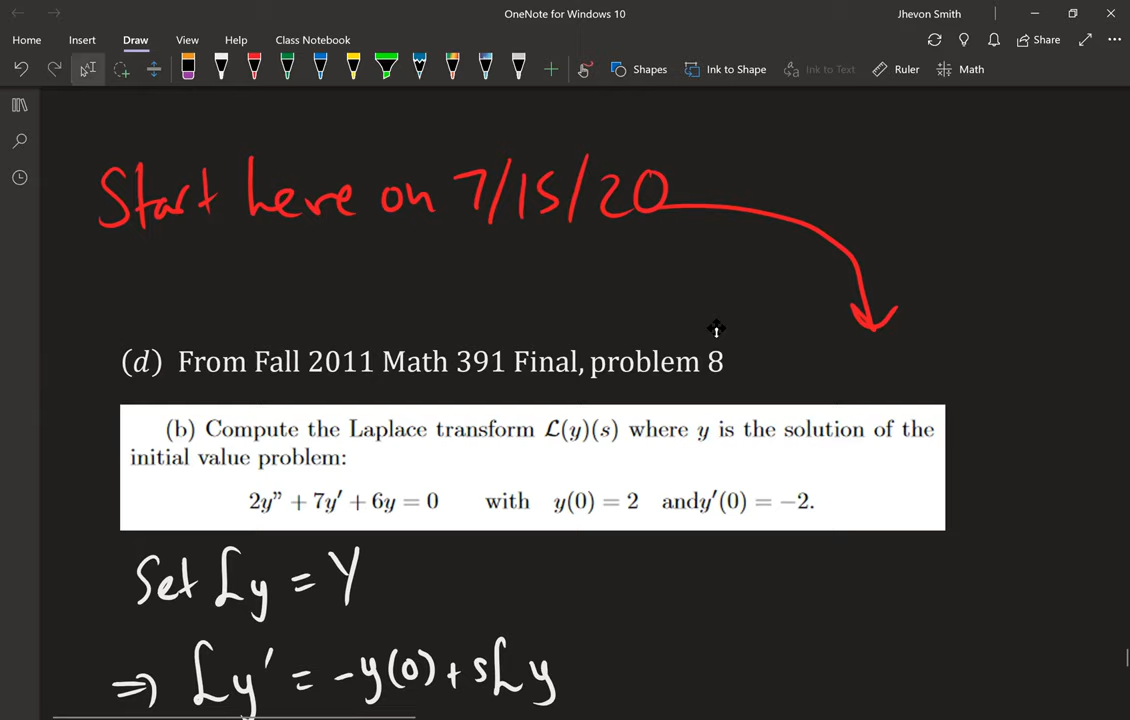 OneNote for Windows 10
Jhevon Smith
Home Insert Draw View Help Class Notebook
Share
Shapes Ink to Shape Ink to Text Ruler Math
Start here on 7/15/20
(d) From Fall 2011 Math 391 Final, problem 8
(b) Compute the Laplace transform ℒ(y)(s) where y is the solution of the
initial value problem:
2y” + 7y′ + 6y = 0 with y(0) = 2 andy′(0) = −2.
Set ℒy = Y
⇒ ℒy′ = -y(0) + sℒy